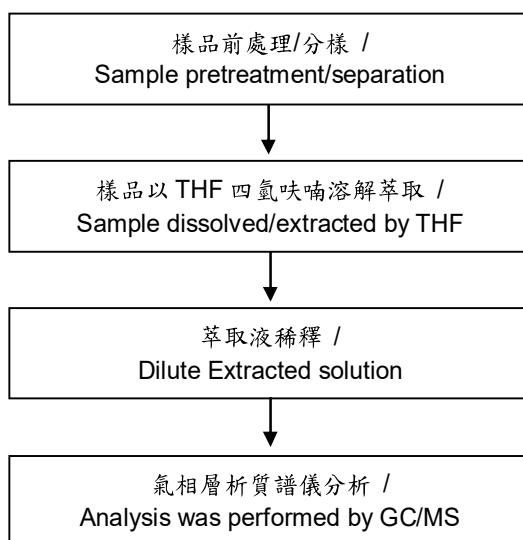 樣品前處理/分樣 /
Sample pretreatment/separation
樣品以 THF 四氫呋喃溶解萃取 /
Sample dissolved/extracted by THF
萃取液稀釋 /
Dilute Extracted solution
氣相層析質譜儀分析 /
Analysis was performed by GC/MS